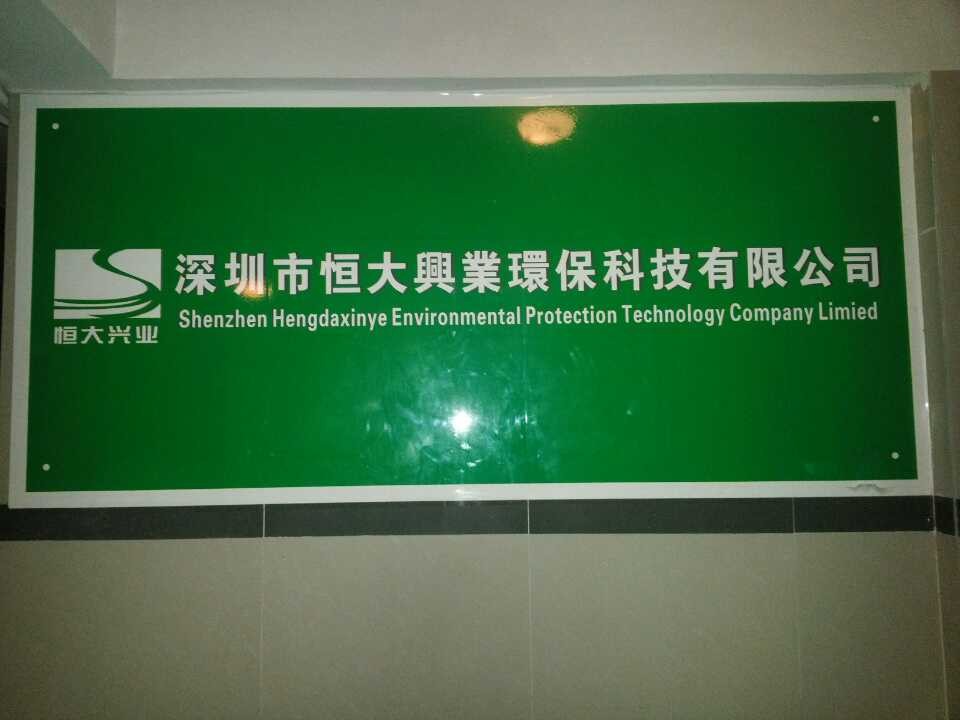 深圳市恒大興業環保科技有限公司
Shenzhen Hengdaxinye Environmental Protection Technology Company Limied
恒大兴业